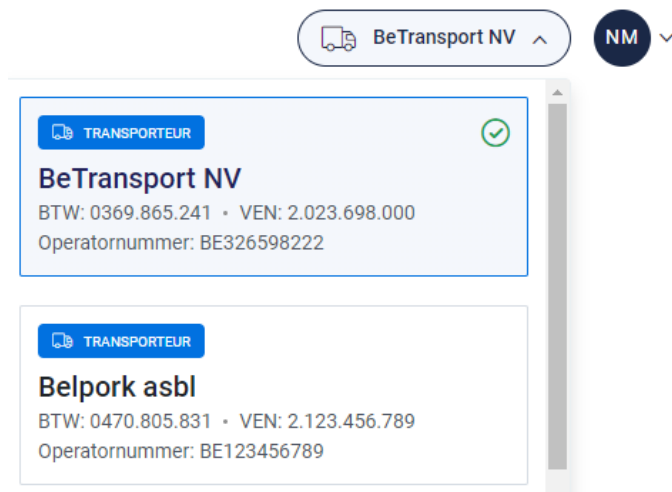 BeTransport NV
NM
TRANSPORTEUR
BeTransport NV
BTW: 0369.865.241 • VEN: 2.023.698.000
Operatornummer: BE326598222
TRANSPORTEUR
Belpork asbl
BTW: 0470.805.831 • VEN: 2.123.456.789
Operatornummer: BE123456789